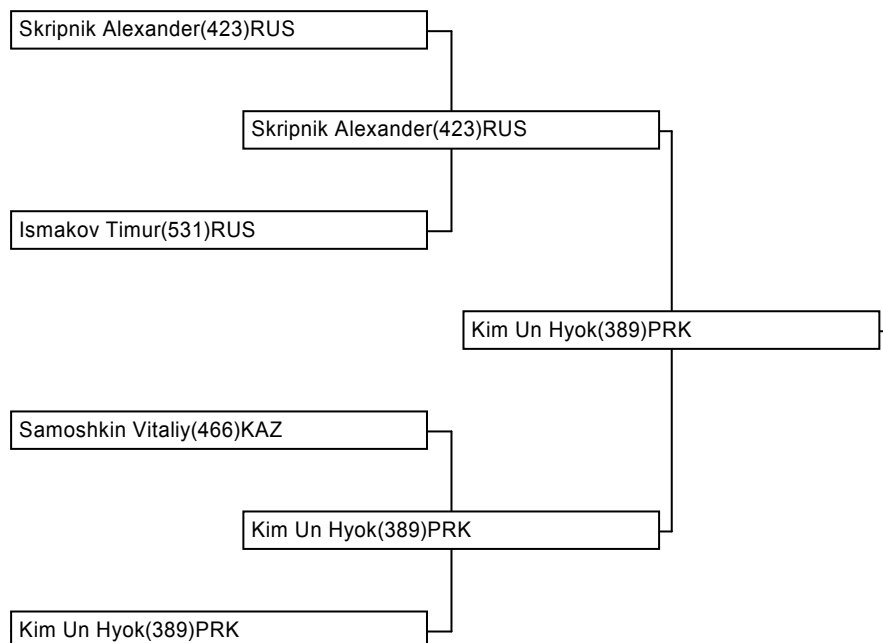 Skripnik Alexander(423)RUS
Skripnik Alexander(423)RUS
Ismakov Timur(531)RUS
Kim Un Hyok(389)PRK
Samoshkin Vitaliy(466)KAZ
Kim Un Hyok(389)PRK
Kim Un Hyok(389)PRK